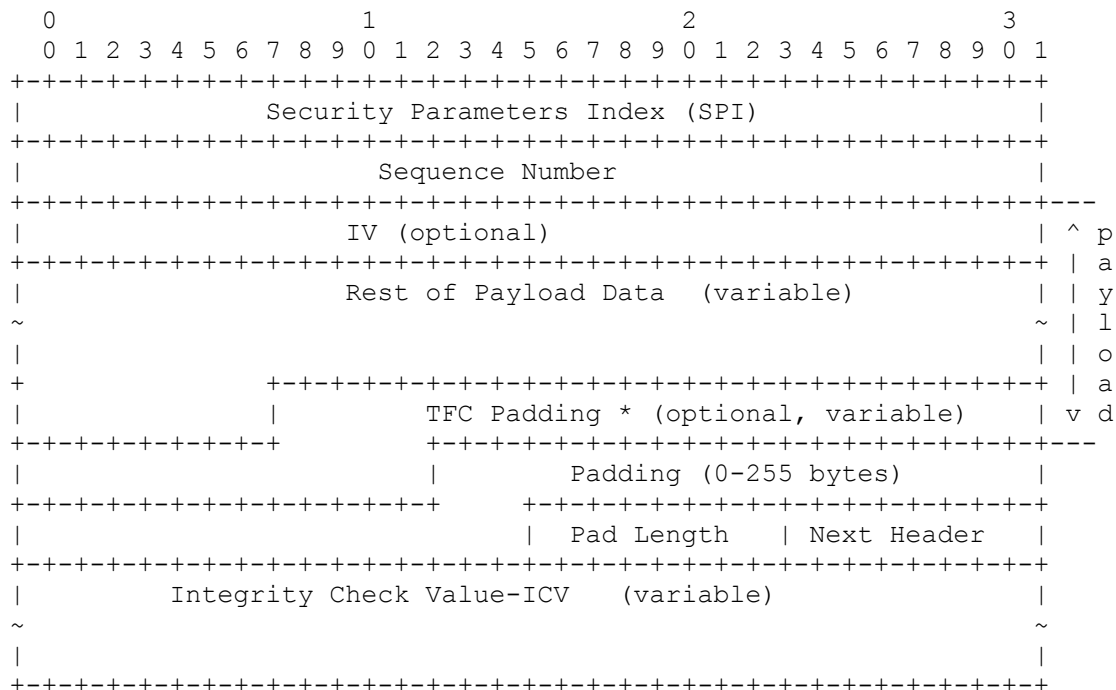 0                   1                   2                   3
 0 1 2 3 4 5 6 7 8 9 0 1 2 3 4 5 6 7 8 9 0 1 2 3 4 5 6 7 8 9 0 1
+-+-+-+-+-+-+-+-+-+-+-+-+-+-+-+-+-+-+-+-+-+-+-+-+-+-+-+-+-+-+-+-+
|               Security Parameters Index (SPI)                 |
+-+-+-+-+-+-+-+-+-+-+-+-+-+-+-+-+-+-+-+-+-+-+-+-+-+-+-+-+-+-+-+-+
|                      Sequence Number                          |
+-+-+-+-+-+-+-+-+-+-+-+-+-+-+-+-+-+-+-+-+-+-+-+-+-+-+-+-+-+-+-+-+---
|                    IV (optional)                              | ^ p
+-+-+-+-+-+-+-+-+-+-+-+-+-+-+-+-+-+-+-+-+-+-+-+-+-+-+-+-+-+-+-+-+ | a
|                    Rest of Payload Data  (variable)           | | y
~                                                               ~ | l
|                                                               | | o
+               +-+-+-+-+-+-+-+-+-+-+-+-+-+-+-+-+-+-+-+-+-+-+-+-+ | a
|               |         TFC Padding * (optional, variable)    | v d
+-+-+-+-+-+-+-+-+         +-+-+-+-+-+-+-+-+-+-+-+-+-+-+-+-+-+-+-+---
|                         |        Padding (0-255 bytes)        |
+-+-+-+-+-+-+-+-+-+-+-+-+-+     +-+-+-+-+-+-+-+-+-+-+-+-+-+-+-+-+
|                               |  Pad Length   | Next Header   |
+-+-+-+-+-+-+-+-+-+-+-+-+-+-+-+-+-+-+-+-+-+-+-+-+-+-+-+-+-+-+-+-+
|         Integrity Check Value-ICV   (variable)                |
~                                                               ~
|                                                               |
+-+-+-+-+-+-+-+-+-+-+-+-+-+-+-+-+-+-+-+-+-+-+-+-+-+-+-+-+-+-+-+-+